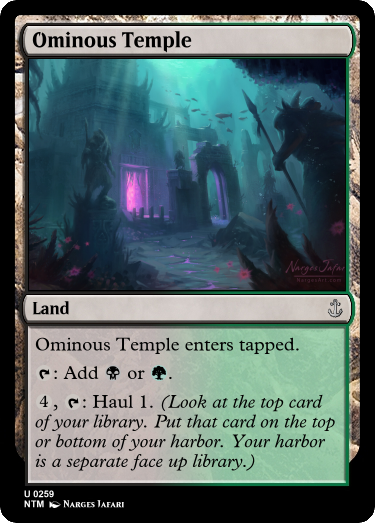 Ominous Temple
Narges Jafari
NargesArt.com
Land
Ominous Temple enters tapped.
: Add or .
4 , : Haul 1. (Look at the top card
of your library. Put that card on the top
or bottom of your harbor. Your harbor
is a separate face up library.)
U 0259
NTM Narges Jafari